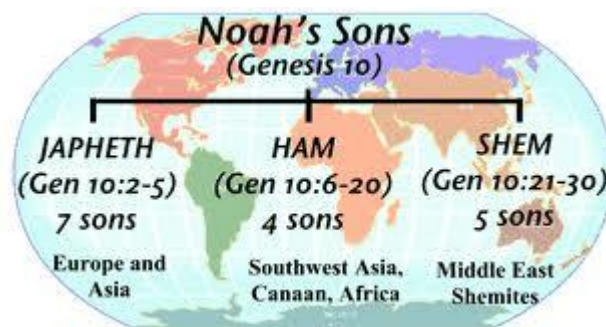 Noah's Sons
(Genesis 10)
JAPHETH
(Gen 10:2-5)
7 sons
Europe and
Asia
HAM
(Gen 10:6-20)
4 sons
Southwest Asia,
Canaan, Africa
SHEM
(Gen 10:21-30)
5 sons
Middle East
Shemites